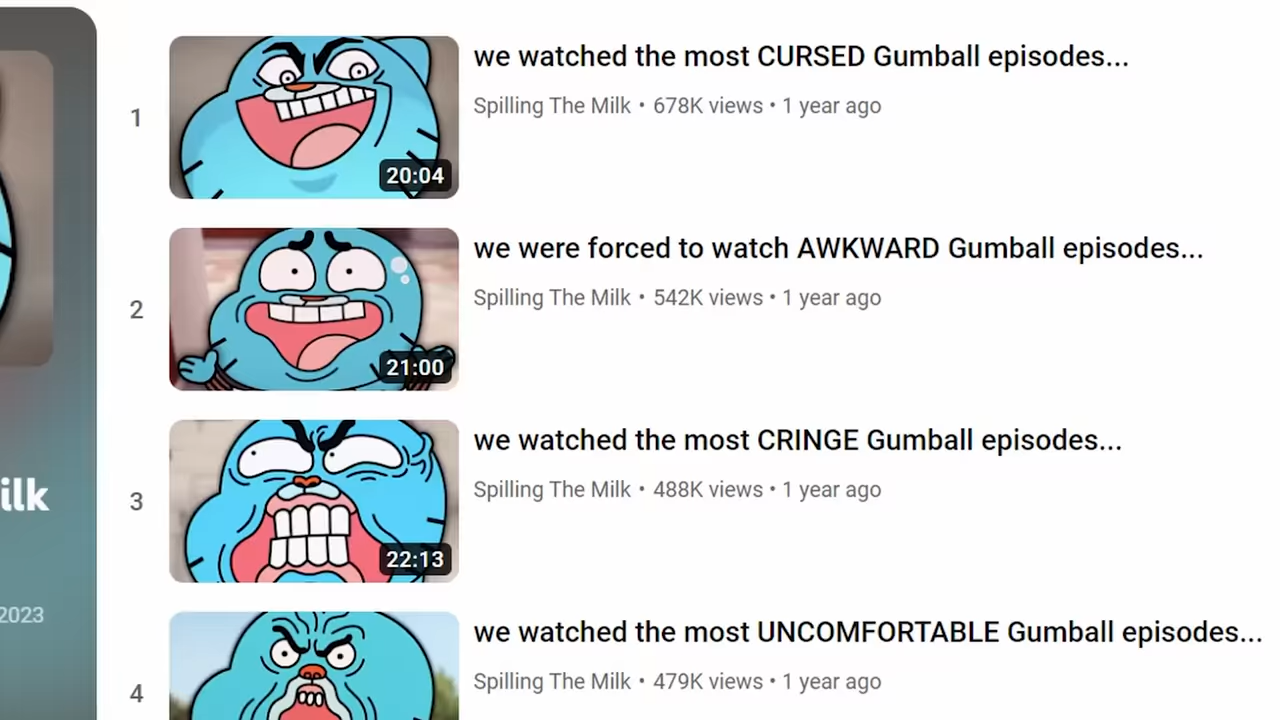 1
we watched the most CURSED Gumball episodes...
Spilling The Milk • 678K views • 1 year ago
20:04
2
we were forced to watch AWKWARD Gumball episodes...
Spilling The Milk • 542K views • 1 year ago
21:00
3
we watched the most CRINGE Gumball episodes...
Spilling The Milk • 488K views • 1 year ago
22:13
ilk
2023
4
we watched the most UNCOMFORTABLE Gumball episodes...
Spilling The Milk • 479K views • 1 year ago